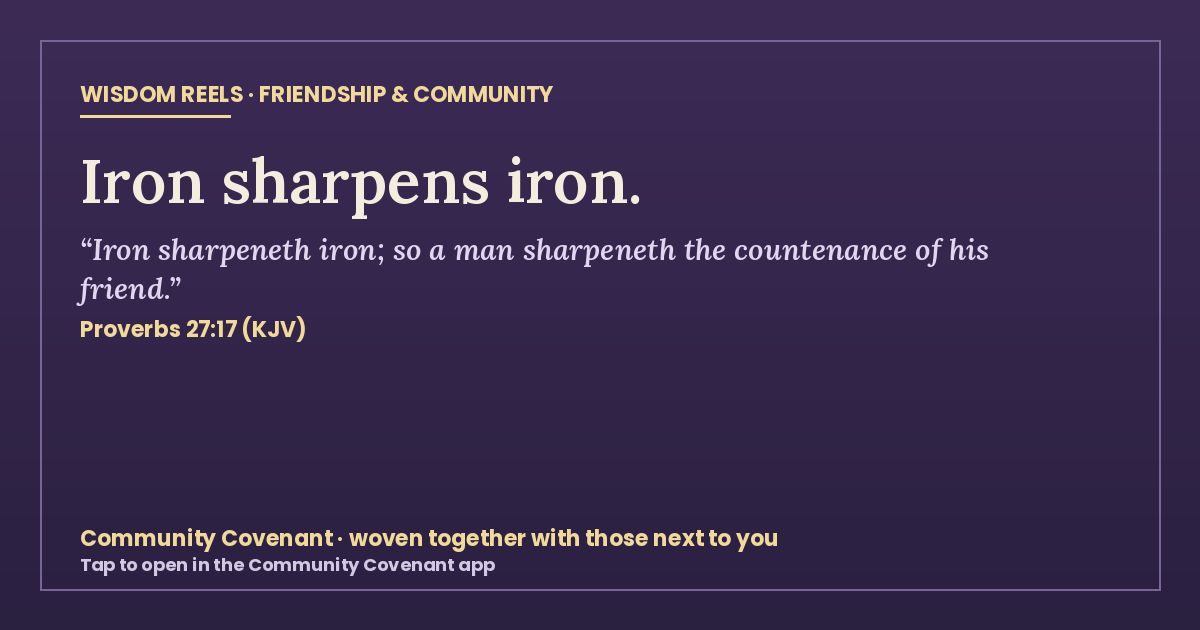 WISDOM REELS · FRIENDSHIP & COMMUNITY
Iron sharpens iron.
“Iron sharpeneth iron; so a man sharpeneth the countenance of his
friend.”
Proverbs 27:17 (KJV)
Community Covenant · woven together with those next to you
Tap to open in the Community Covenant app